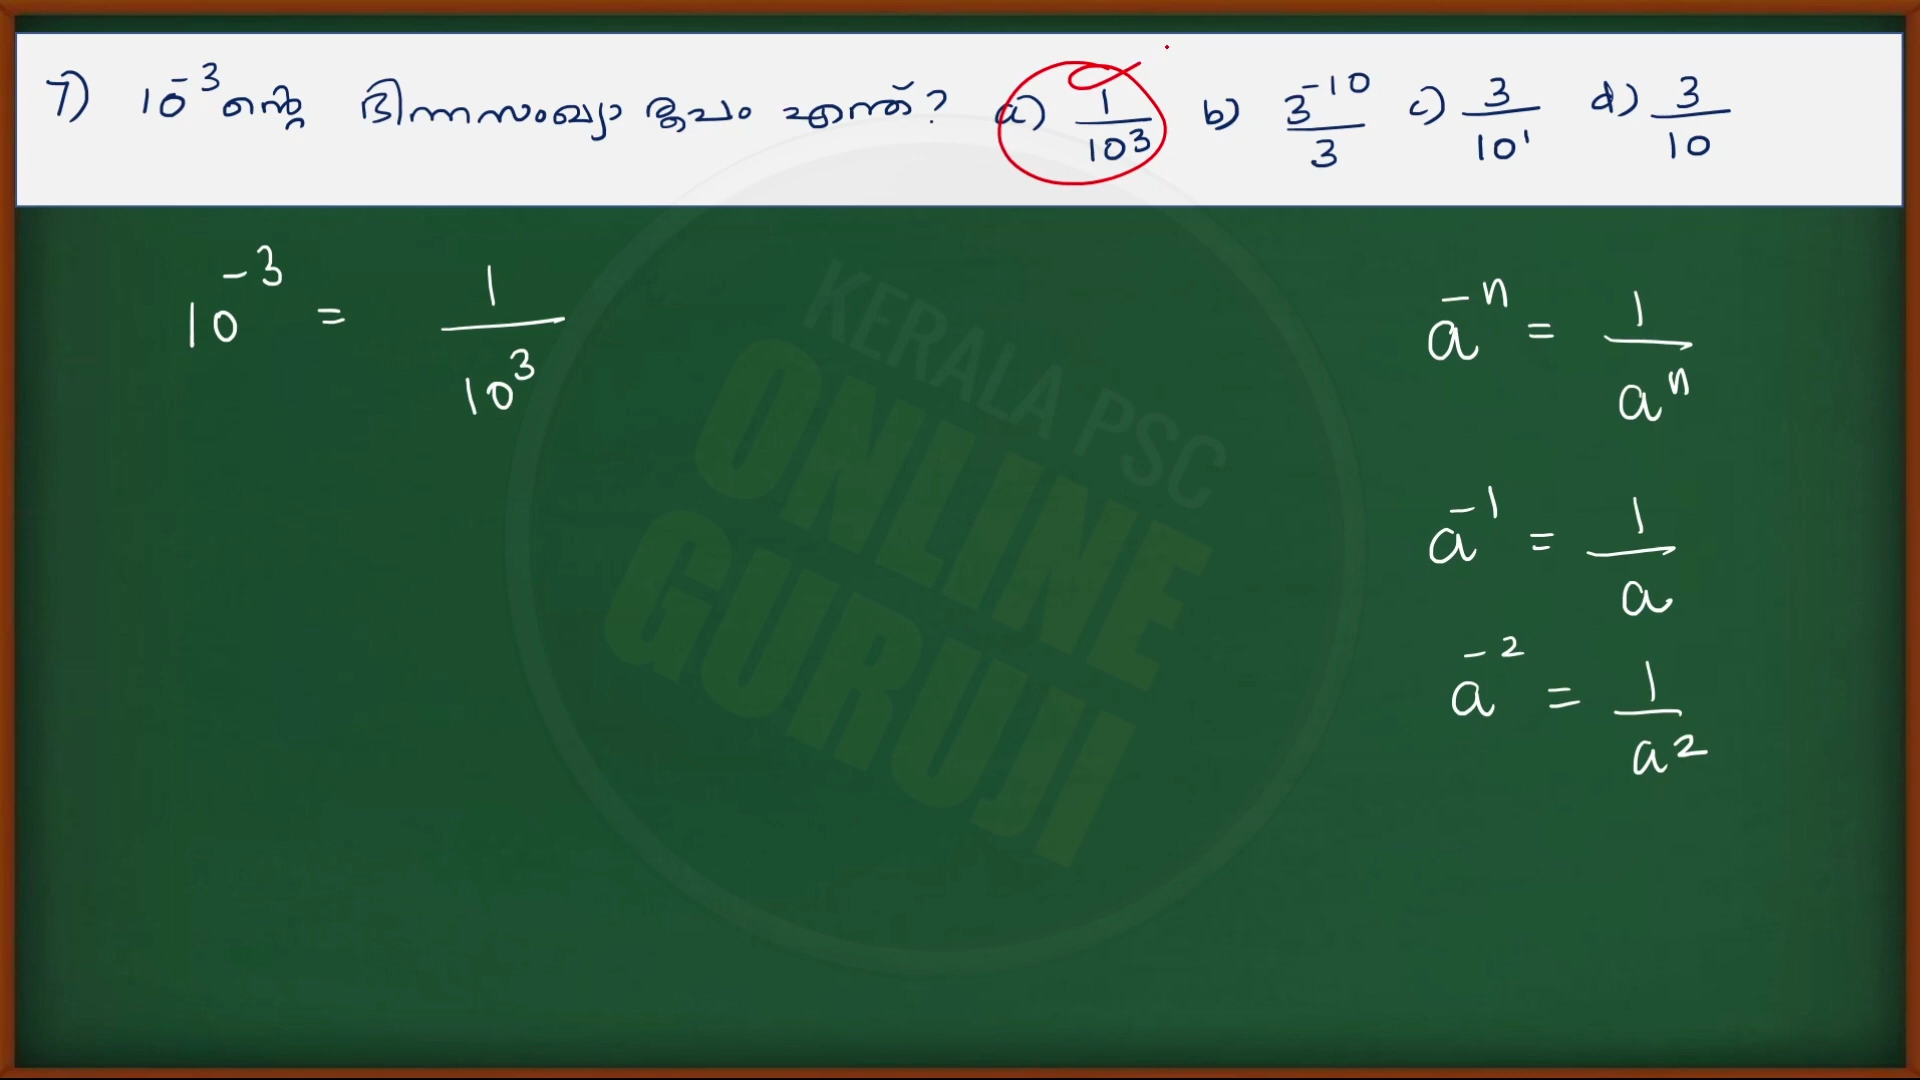 7) 10⁻³ ന്റെ ഭിന്നസംഖ്യാ രൂപം എന്ത്? a) 1/10³ b) 3⁻¹⁰/3 c) 3/10¹ d) 3/10
10⁻³ = 1/10³
a⁻ⁿ = 1/aⁿ
a⁻¹ = 1/a
a⁻² = 1/a²
KERALA PSC
ONLINE
GURUJI